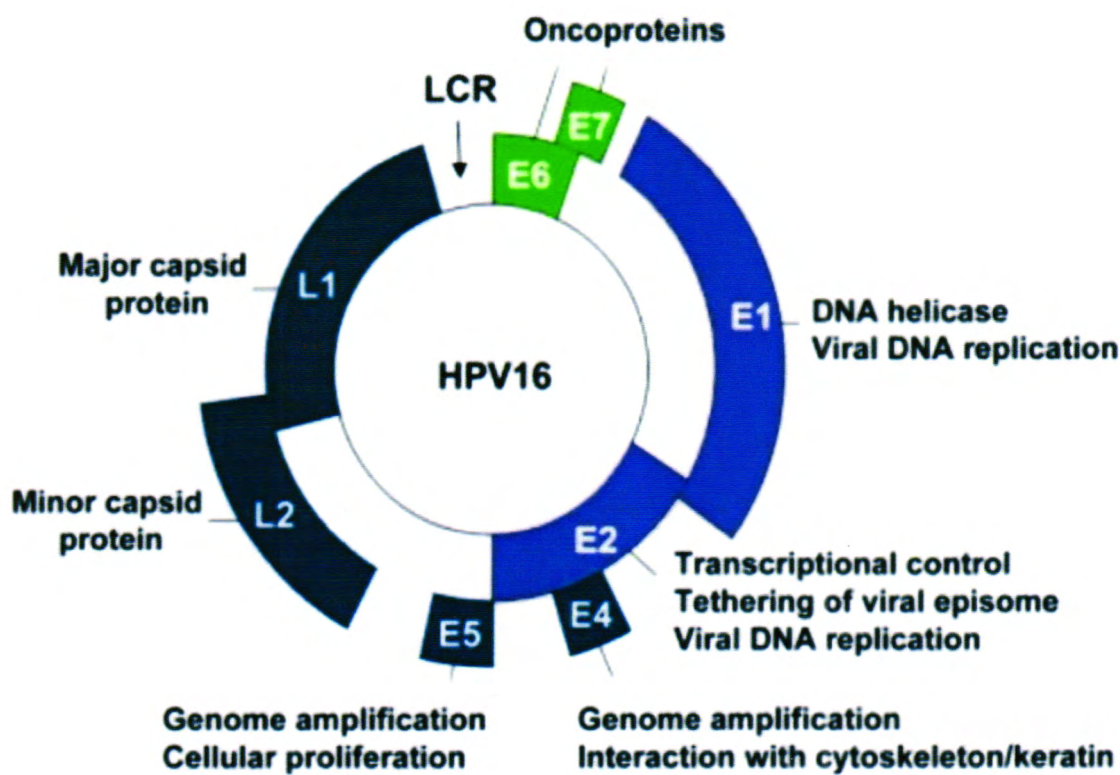 Oncoproteins
LCR
E7
E6
Major capsid
protein
L1
E1
DNA helicase
Viral DNA replication
HPV16
Minor capsid
protein
L2
E2
Transcriptional control
Tethering of viral episome
Viral DNA replication
E5
E4
Genome amplification
Cellular proliferation
Genome amplification
Interaction with cytoskeleton/keratin